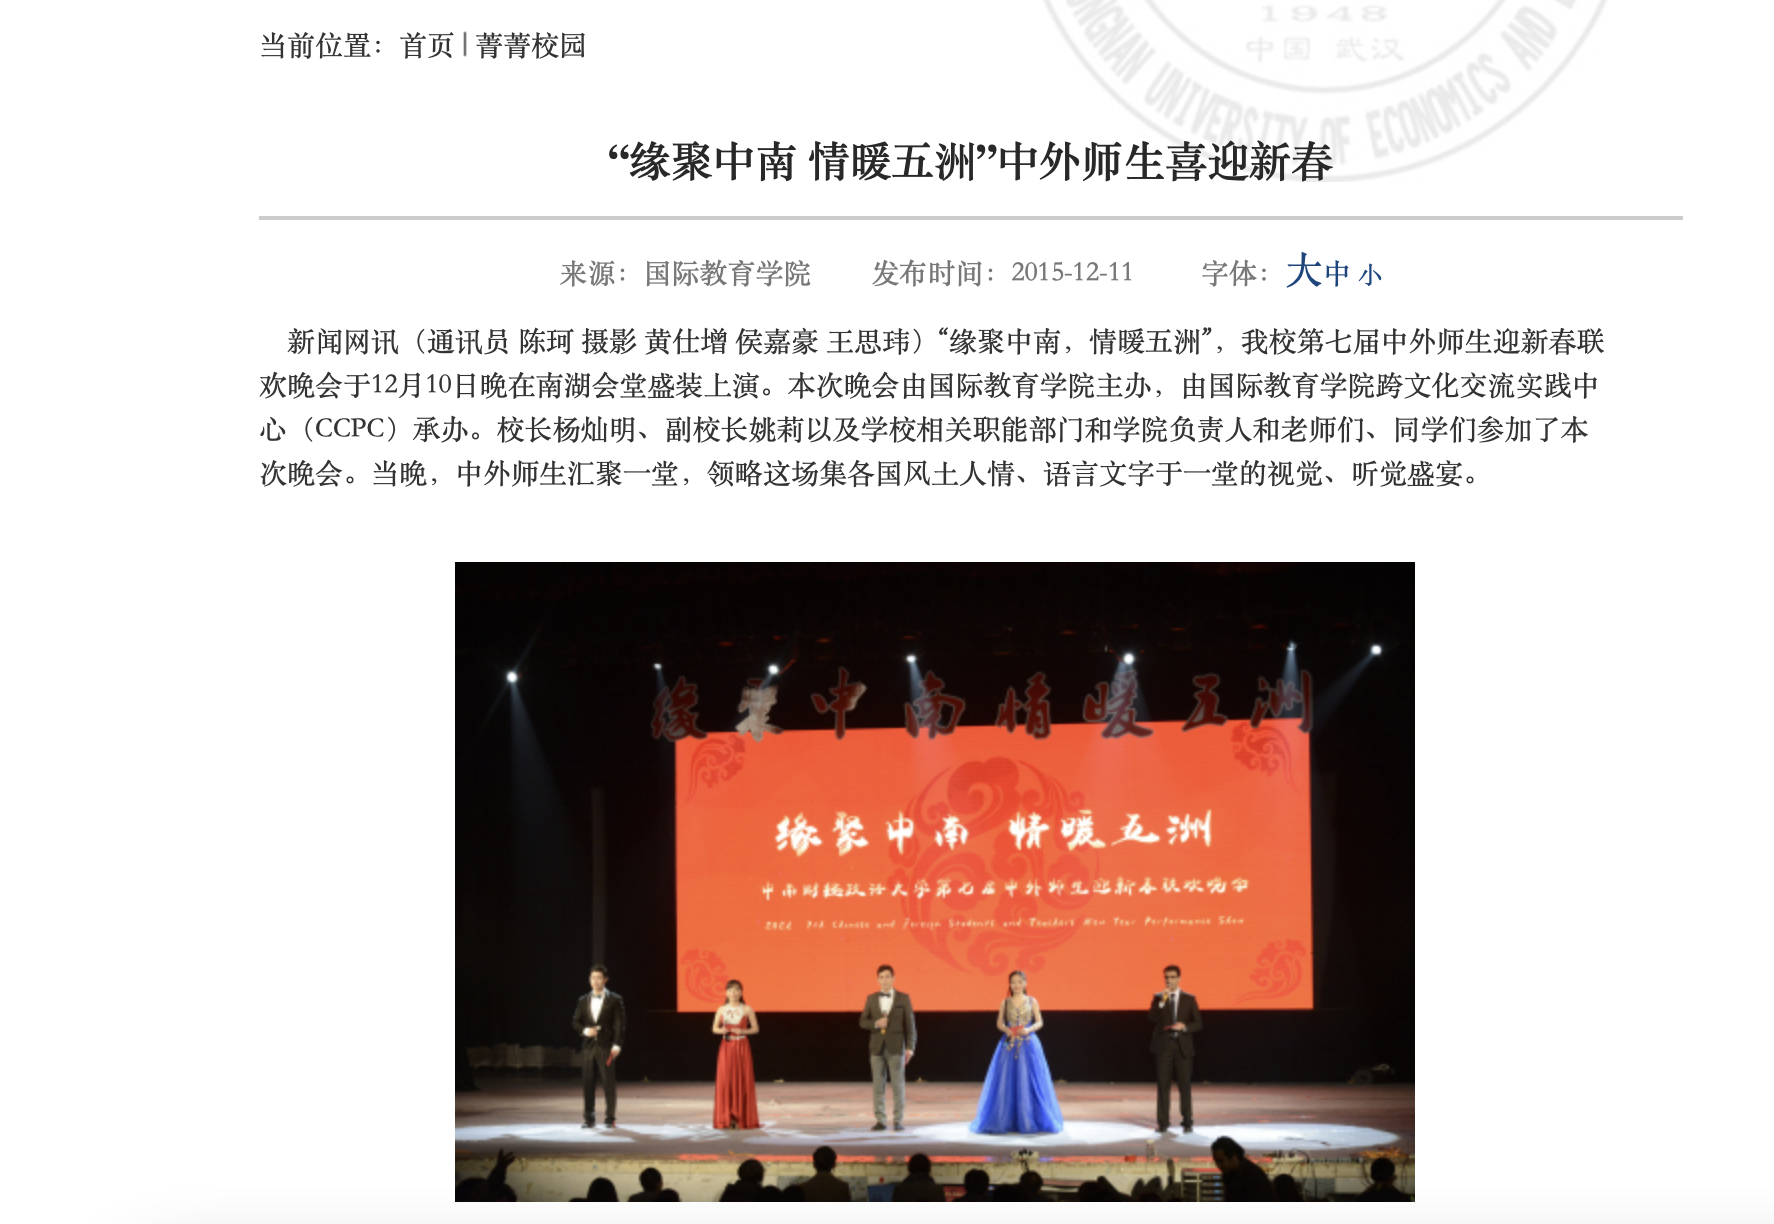 1948
中国 武汉
UNIVERSITY OF ECONOMICS AND
当前位置：首页 | 菁菁校园
“缘聚中南 情暖五洲”中外师生喜迎新春
来源：国际教育学院 发布时间：2015-12-11 字体：大 中 小
新闻网讯（通讯员 陈珂 摄影 黄仕增 侯嘉豪 王思玮）“缘聚中南，情暖五洲”，我校第七届中外师生迎新春联
欢晚会于12月10日晚在南湖会堂盛装上演。本次晚会由国际教育学院主办，由国际教育学院跨文化交流实践中
心（CCPC）承办。校长杨灿明、副校长姚莉以及学校相关职能部门和学院负责人和老师们、同学们参加了本
次晚会。当晚，中外师生汇聚一堂，领略这场集各国风土人情、语言文字于一堂的视觉、听觉盛宴。
缘聚中南情暖五洲
缘聚中南 情暖五洲
中南财经政法大学第七届中外师生迎新春联欢晚会
Chinese and Foreign Students and Teachers New Year Performance Show